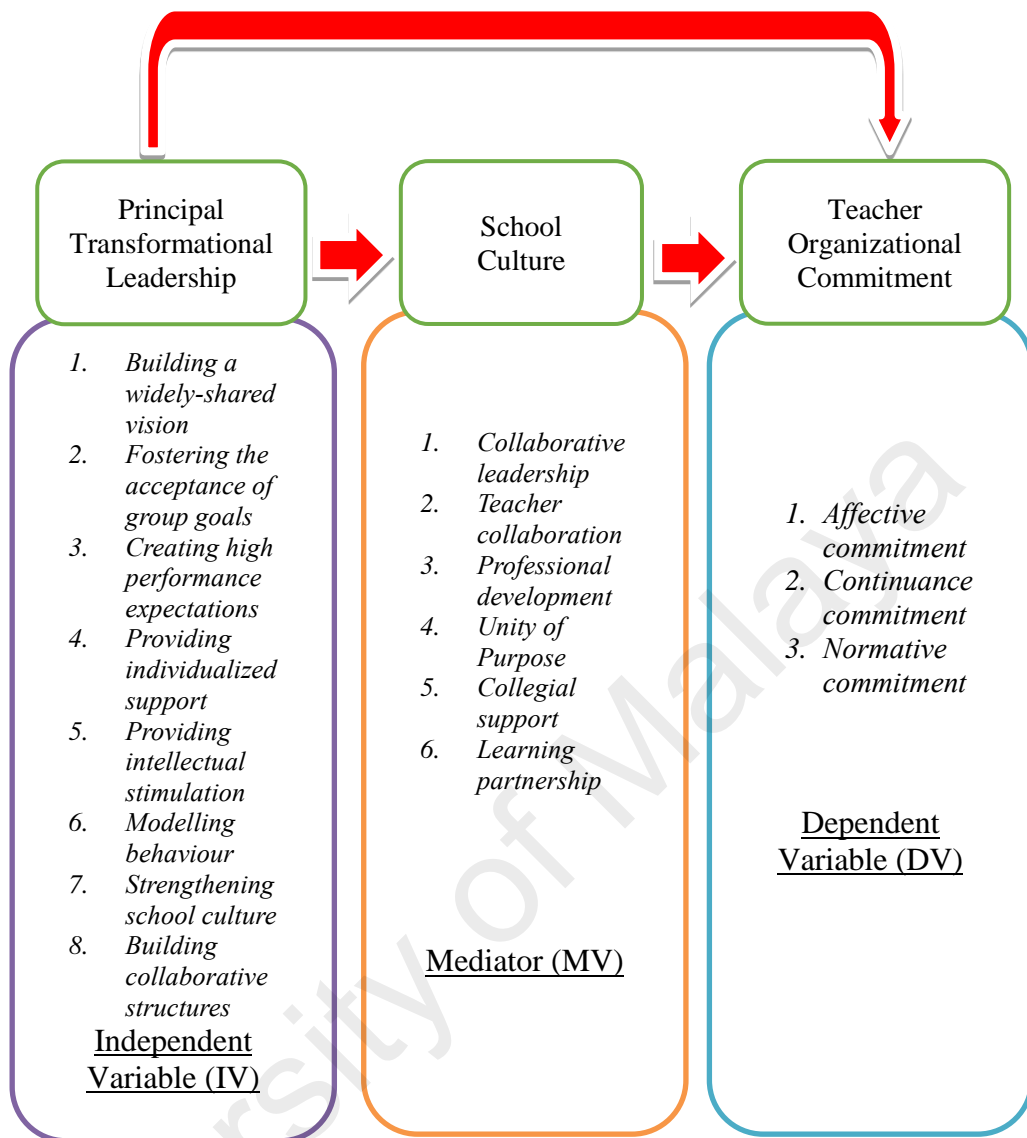 Principal
Transformational
Leadership
School
Culture
Teacher
Organizational
Commitment
1. Building a
widely-shared
vision
2. Fostering the
acceptance of
group goals
3. Creating high
performance
expectations
4. Providing
individualized
support
5. Providing
intellectual
stimulation
6. Modelling
behaviour
7. Strengthening
school culture
8. Building
collaborative
structures
Independent
Variable (IV)
1. Collaborative
leadership
2. Teacher
collaboration
3. Professional
development
4. Unity of
Purpose
5. Collegial
support
6. Learning
partnership
Mediator (MV)
1. Affective
commitment
2. Continuance
commitment
3. Normative
commitment
Dependent
Variable (DV)
ersity of Malaya